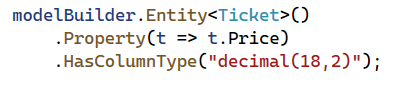 modelBuilder.Entity<Ticket>()
    .Property(t => t.Price)
    .HasColumnType("decimal(18,2)");